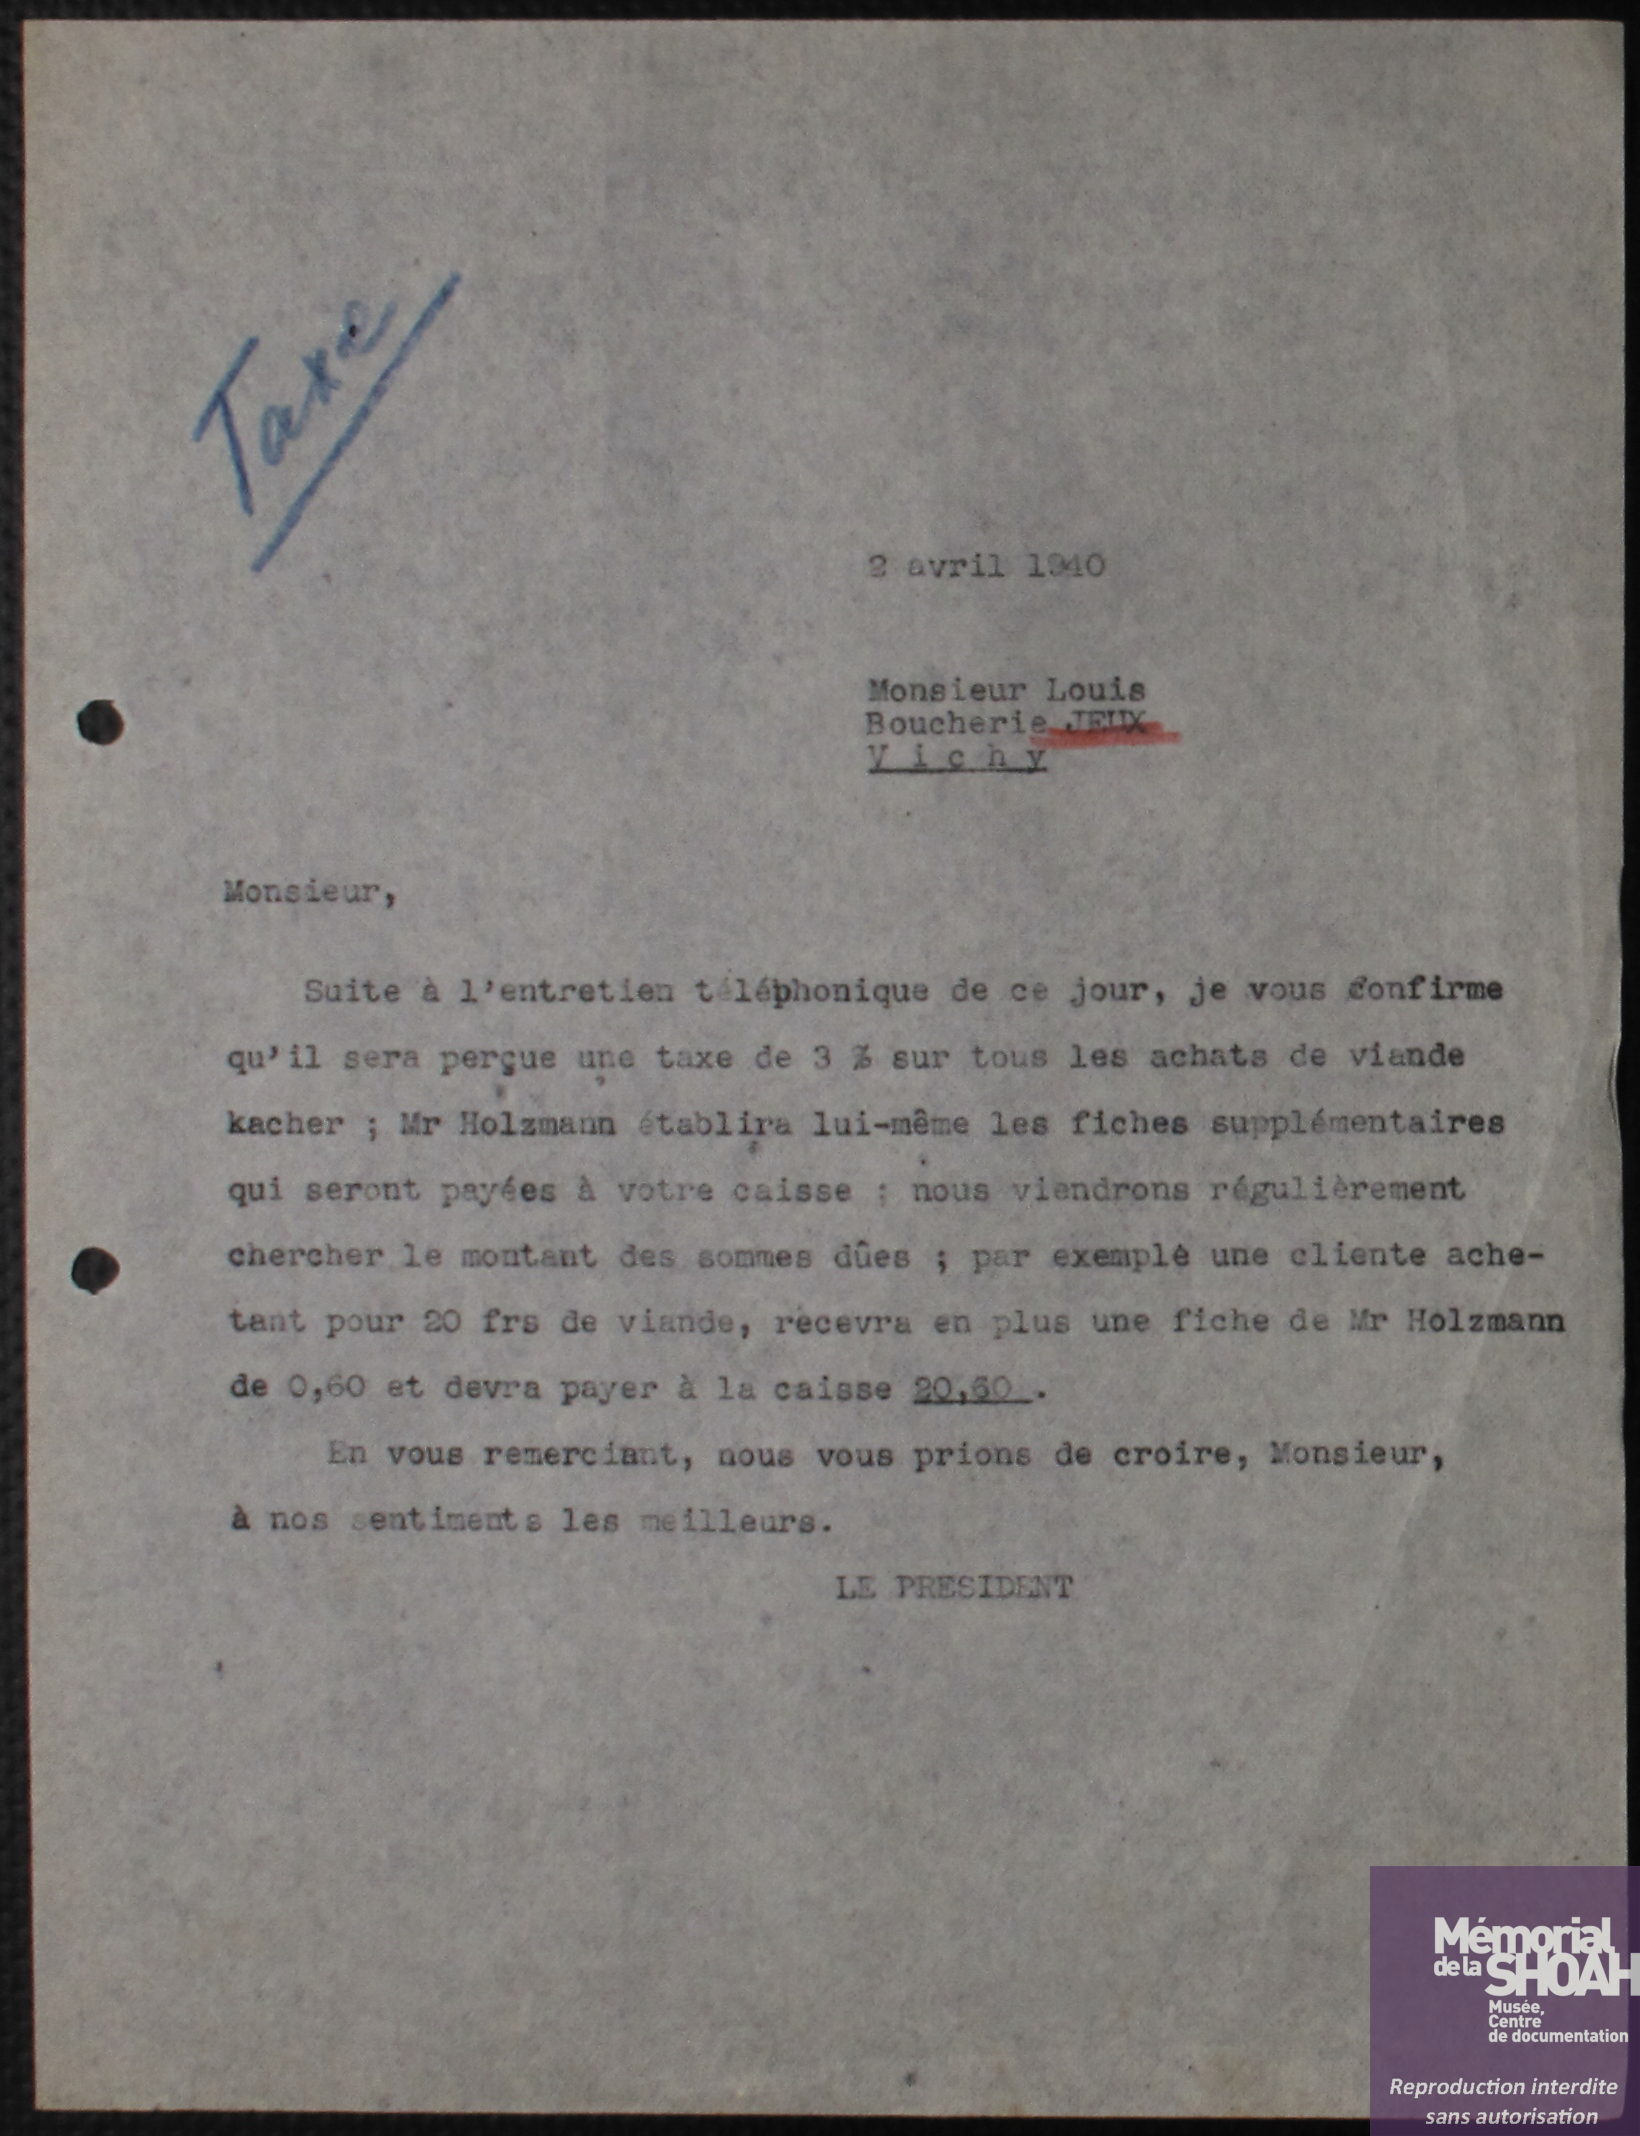 Taxe
2 avril 1940
Monsieur Louis
Boucherie JEUX
V i c h y
Monsieur,
Suite à l'entretien téléphonique de ce jour, je vous confirme
qu'il sera perçue une taxe de 3 % sur tous les achats de viande
kacher ; Mr Holzmann établira lui-même les fiches supplémentaires
qui seront payées à votre caisse ; nous viendrons régulièrement
chercher le montant des sommes dûes ; par exemple une cliente ache-
tant pour 20 frs de viande, recevra en plus une fiche de Mr Holzmann
de 0,60 et devra payer à la caisse 20,60 .
En vous remerciant, nous vous prions de croire, Monsieur,
à nos sentiments les meilleurs.
LE PRESIDENT
Mémorial
de la SHOAH
Musée,
Centre
de documentation
Reproduction interdite
sans autorisation